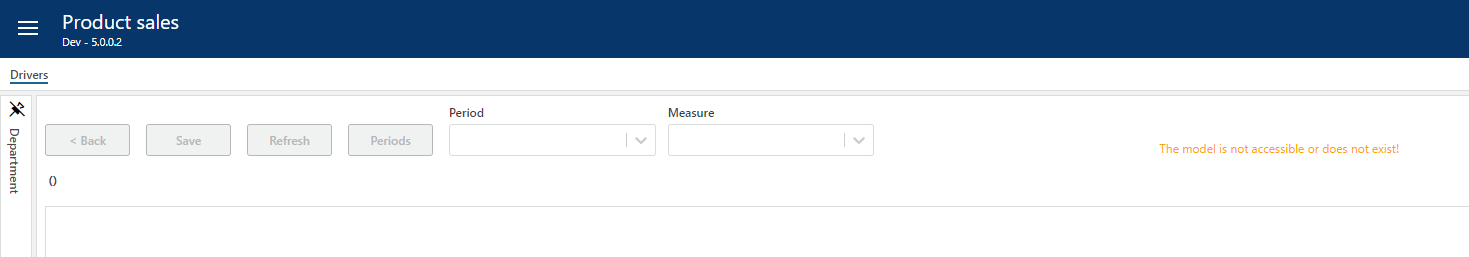 Product sales
Dev - 5.0.0.2
Drivers
Department
Period
Measure
< Back
Save
Refresh
Periods
The model is not accessible or does not exist!
()